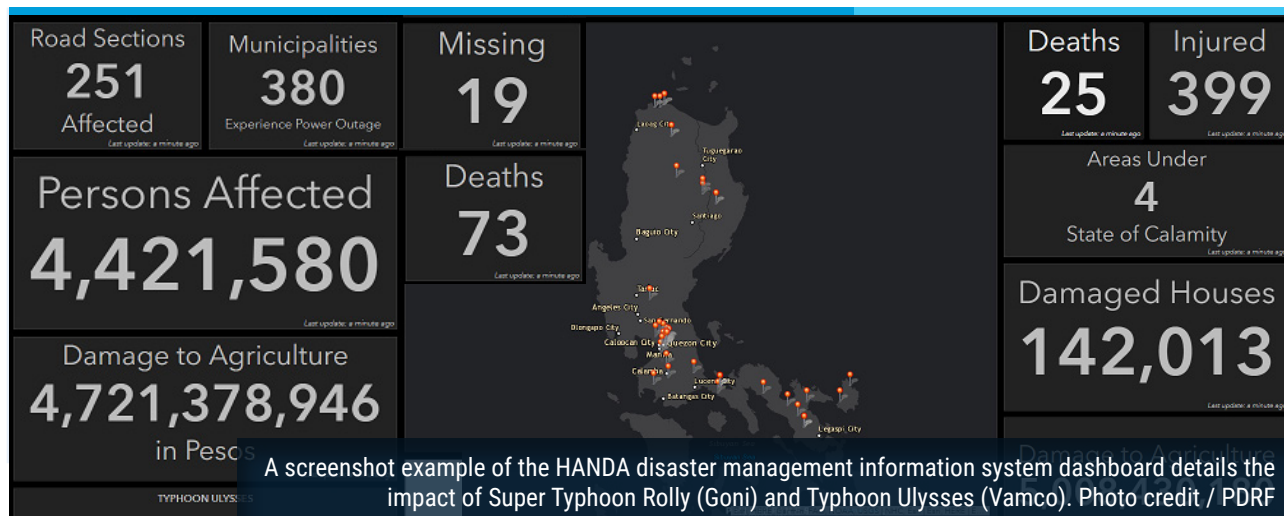 Road Sections
251
Affected
Last update: a minute ago
Municipalities
380
Experience Power Outage
Last update: a minute ago
Missing
19
Last update: a minute ago
Persons Affected
4,421,580
Last update: a minute ago
Deaths
73
Last update: a minute ago
Damage to Agriculture
4,721,378,946
in Pesos
TYPHOON ULYSSES
Laoag City
Tuguegarao
City
Santiago
Baguio City
Tarlac
Angeles City
San Fernando
Olongapo City
Caloocan City
Quezon City
Manila
Calamba
Lucena City
Batangas City
Legaspi City
Deaths
25
Last update: a minute ago
Injured
399
Last update: a minute ago
Areas Under
4
State of Calamity
Last update: a minute ago
Damaged Houses
142,013
Last update: a minute ago
Damage to Agriculture
A screenshot example of the HANDA disaster management information system dashboard details the
impact of Super Typhoon Rolly (Goni) and Typhoon Ulysses (Vamco). Photo credit / PDRF